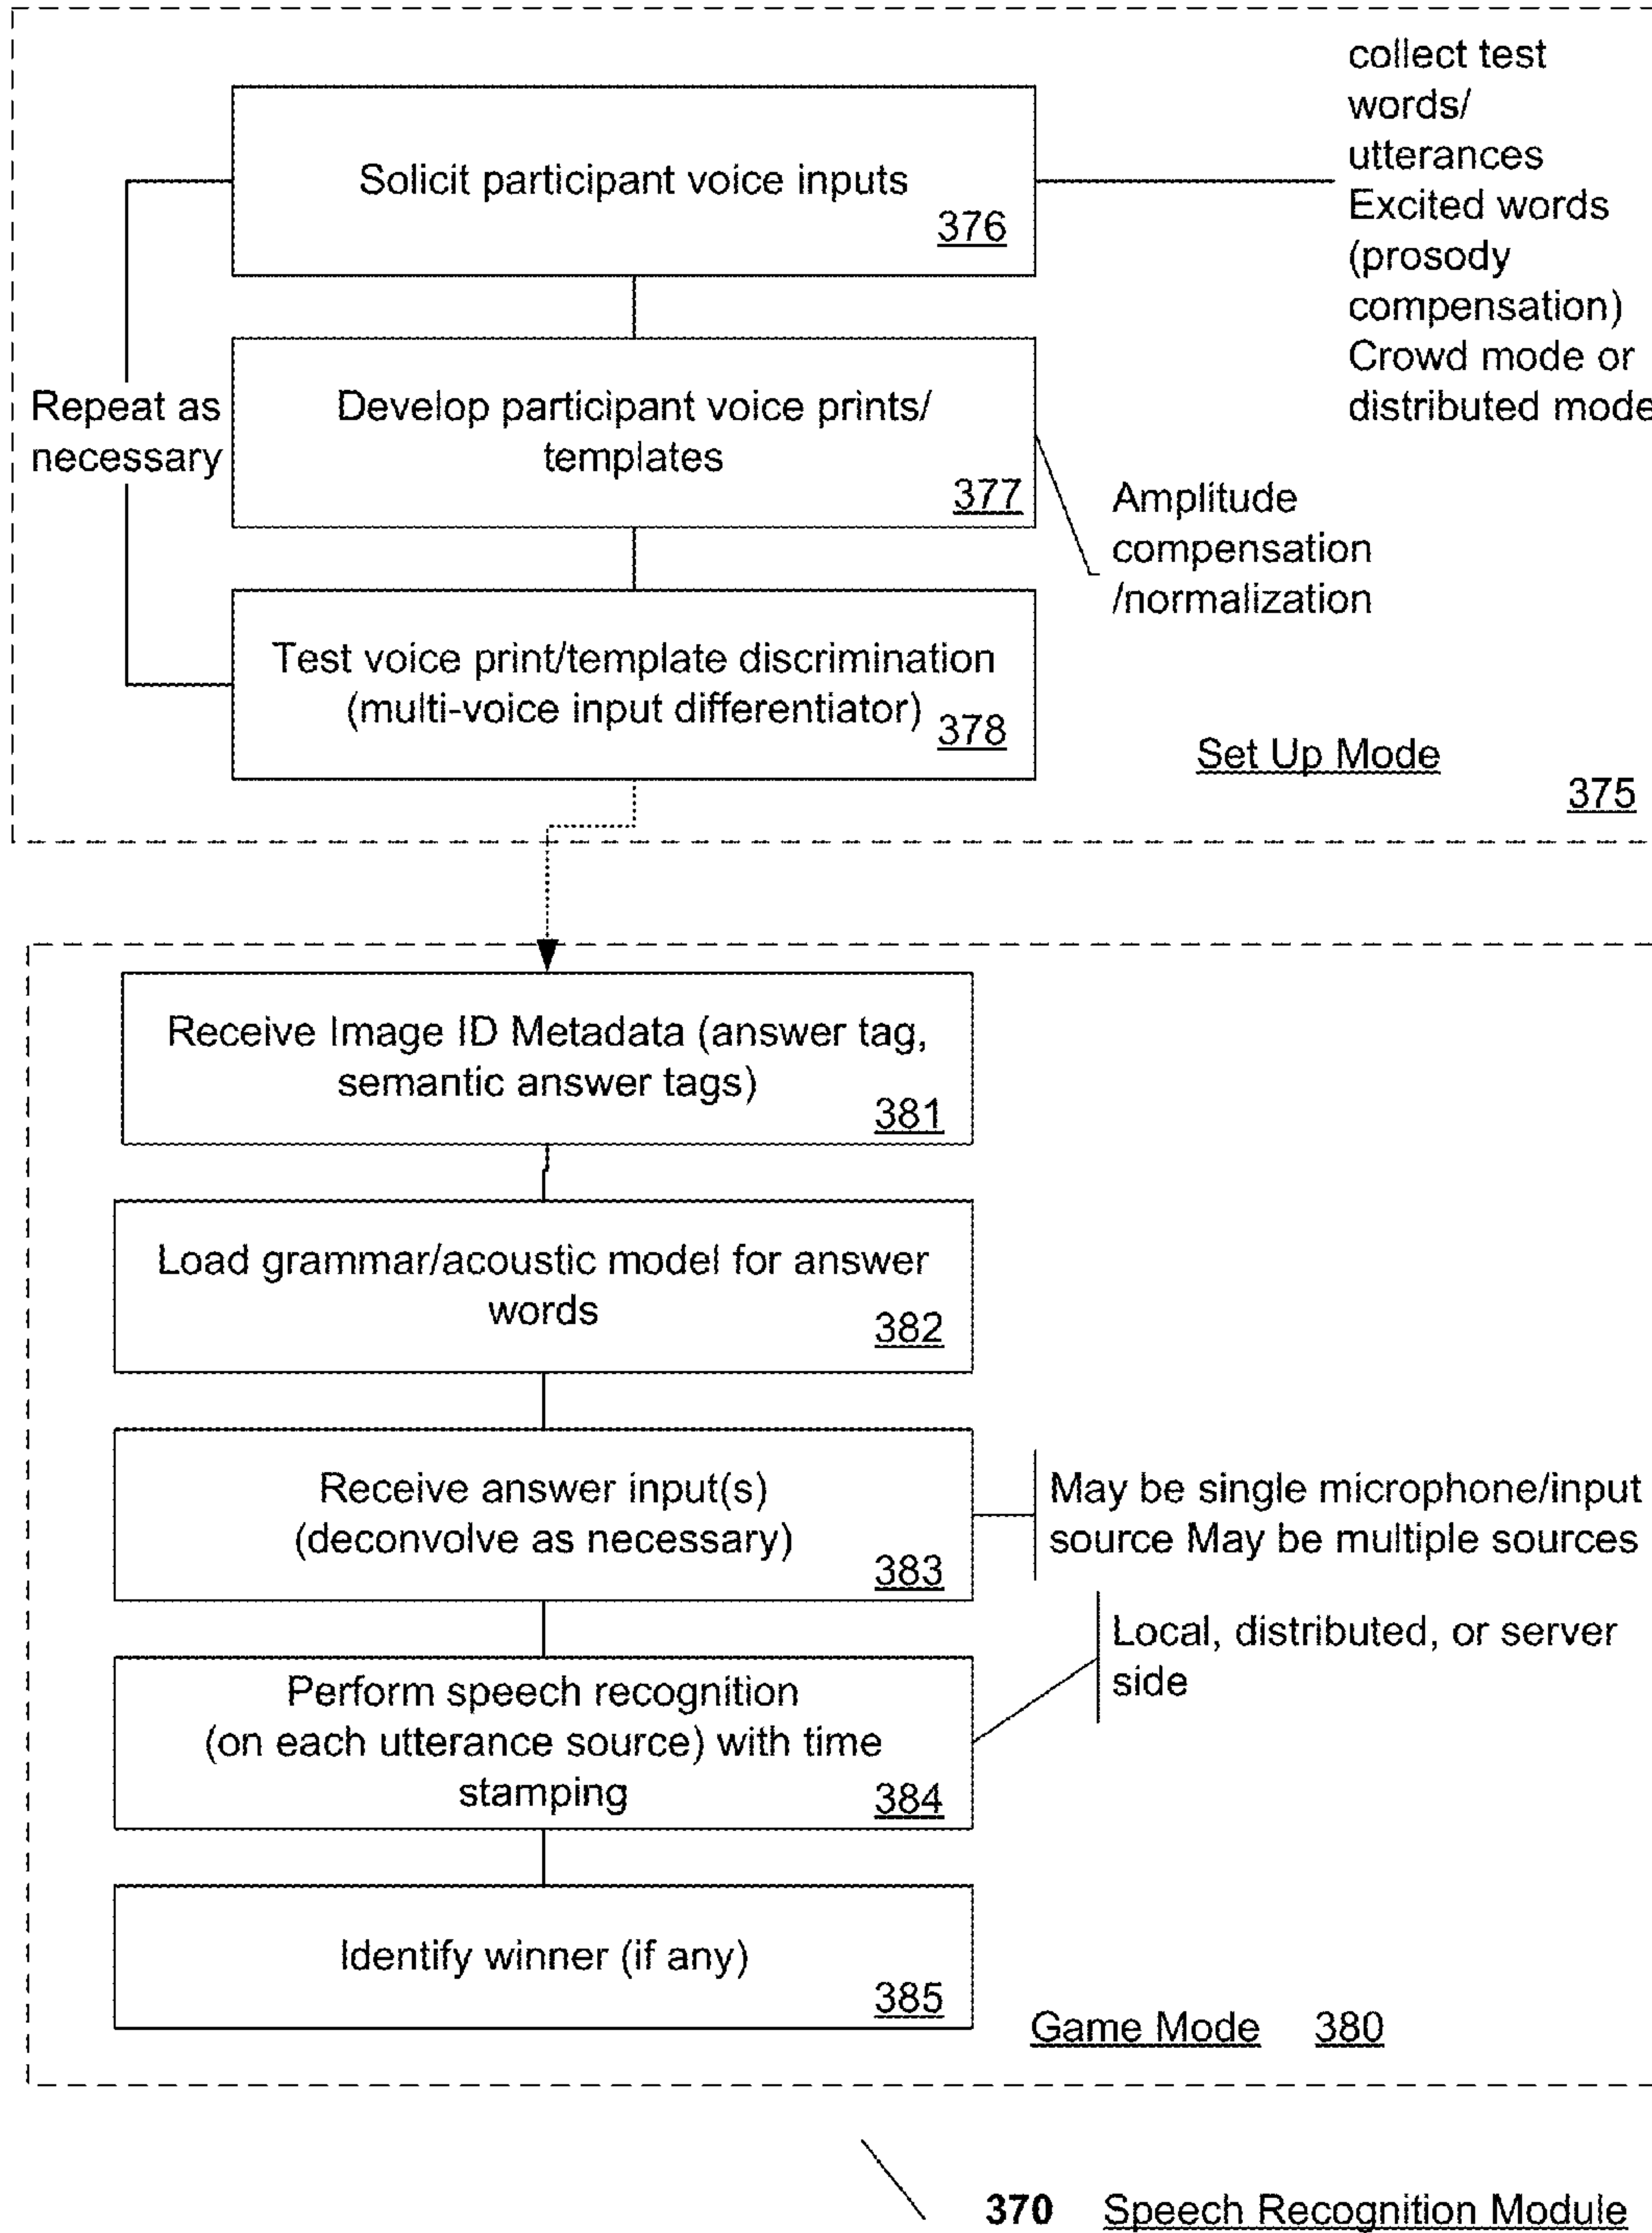 collect test
words/
utterances
Excited words
(prosody
compensation)
Crowd mode or
distributed mode
Solicit participant voice inputs
376
Repeat as
necessary
Develop participant voice prints/
templates
377
Amplitude
compensation
/normalization
Test voice print/template discrimination
(multi-voice input differentiator)
378
Set Up Mode
375
Receive Image ID Metadata (answer tag,
semantic answer tags)
381
Load grammar/acoustic model for answer
words
382
Receive answer input(s)
(deconvolve as necessary)
383
May be single microphone/input
source May be multiple sources
Local, distributed, or server
side
Perform speech recognition
(on each utterance source) with time
stamping
384
Identify winner (if any)
385
Game Mode 380
370 Speech Recognition Module